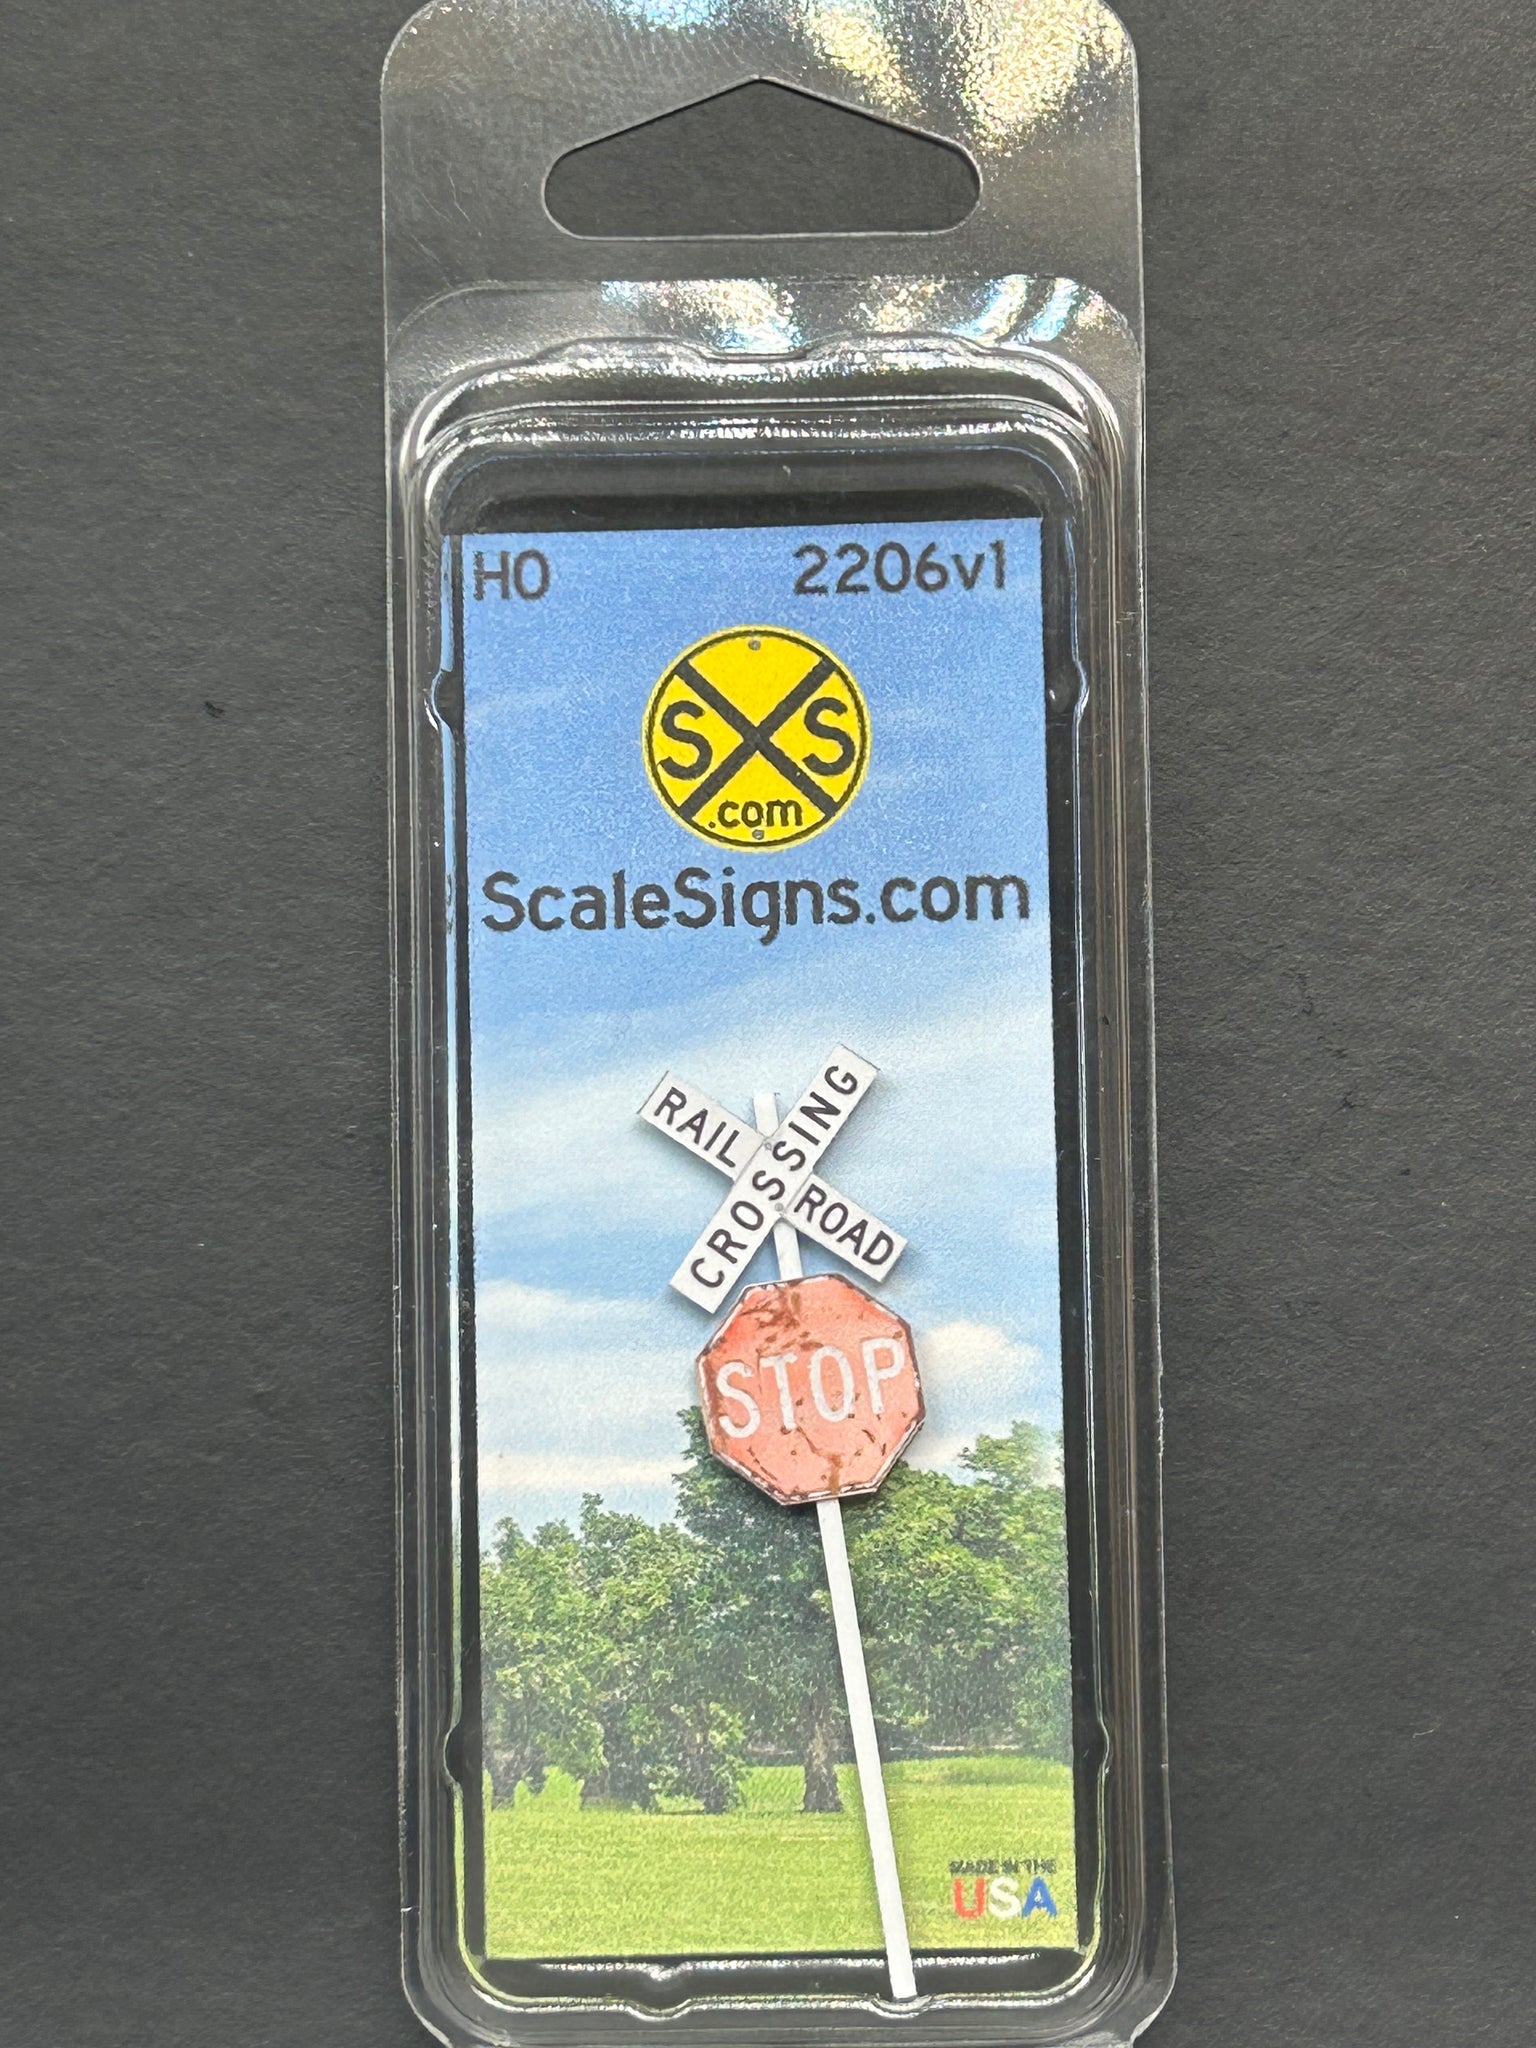 HO 2206v1
S S
.com
ScaleSigns.com
RAIL ROAD
CROSSING
STOP
MADE IN THE
USA